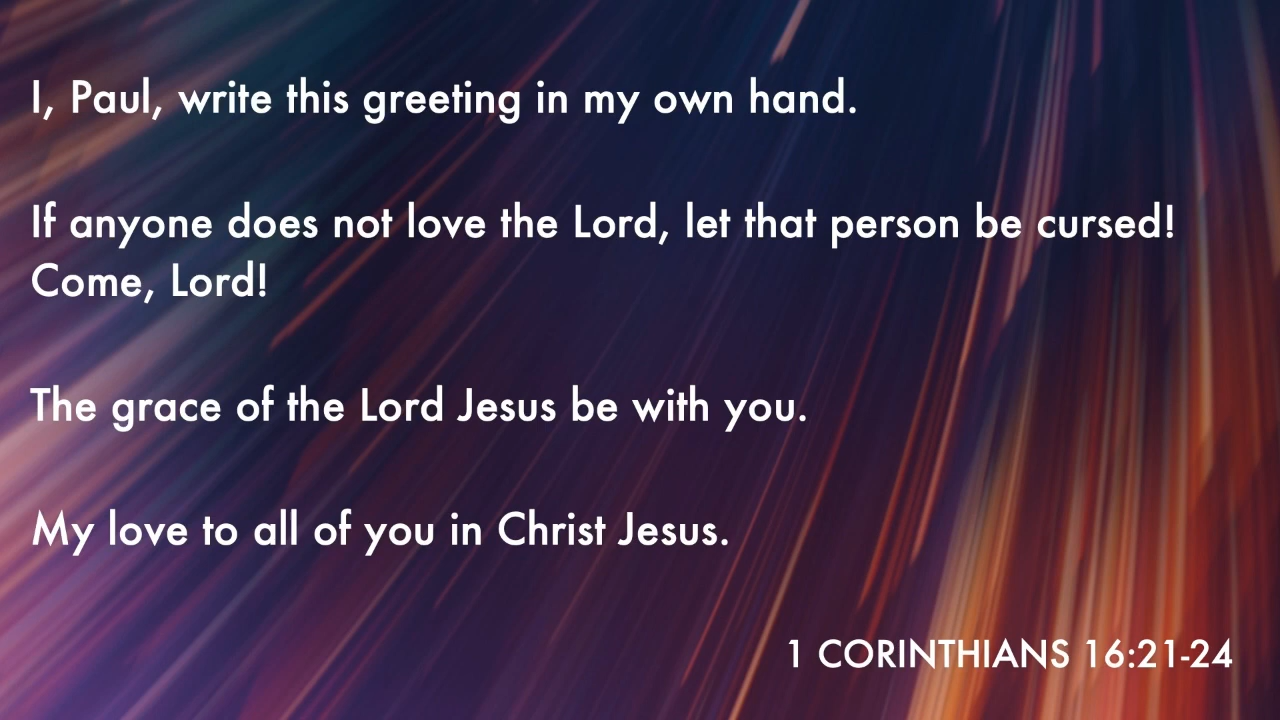 I, Paul, write this greeting in my own hand.
If anyone does not love the Lord, let that person be cursed!
Come, Lord!
The grace of the Lord Jesus be with you.
My love to all of you in Christ Jesus.
1 CORINTHIANS 16:21-24